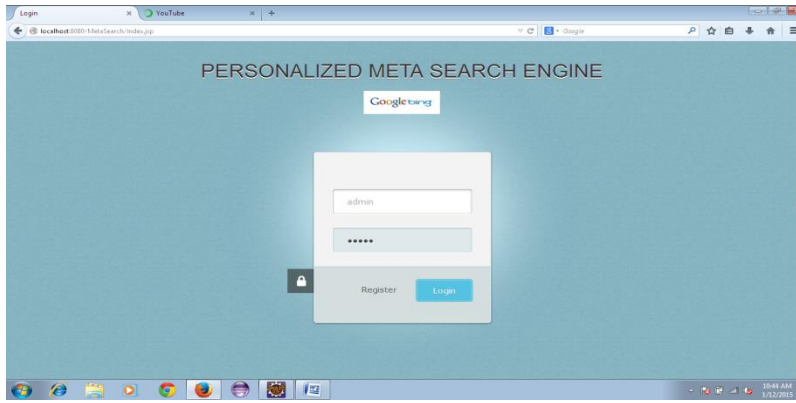 Login
YouTube
localhost:8080/MetaSearch/index.jsp
Google
PERSONALIZED META SEARCH ENGINE
Google bing
admin
•••••
Register
Login
10:44 AM
1/12/2015